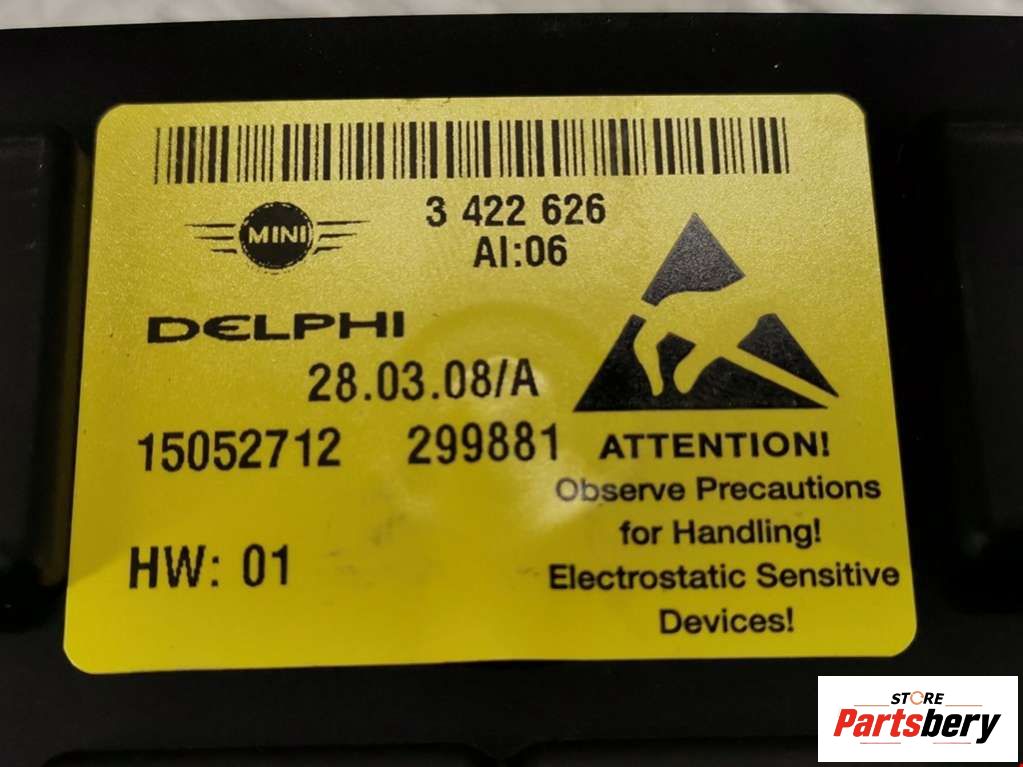 MINI
3 422 626
AI:06
DELPHI
28.03.08/A
15052712 299881
HW: 01
ATTENTION!
Observe Precautions
for Handling!
Electrostatic Sensitive
Devices!
STORE
Partsbery